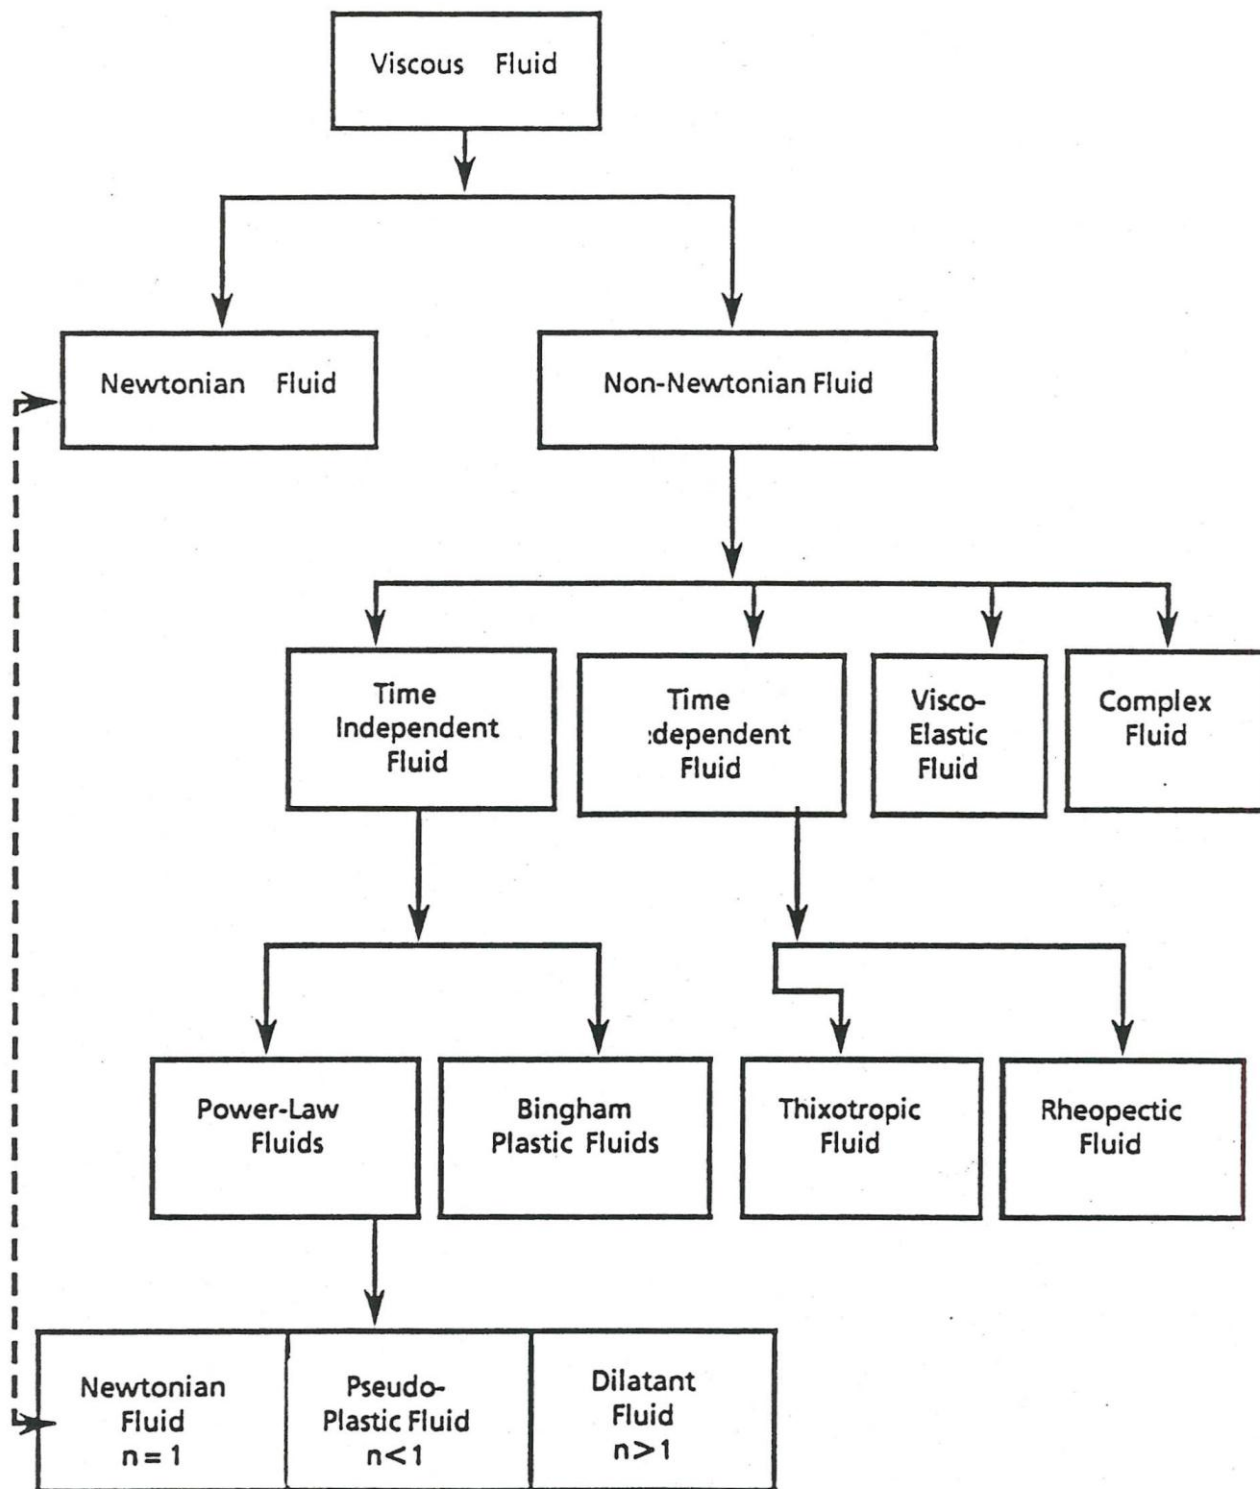 Viscous Fluid
Newtonian Fluid
Non-Newtonian Fluid
Time
Independent
Fluid
Time
:dependent
Fluid
Visco-
Elastic
Fluid
Complex
Fluid
Power-Law
Fluids
Bingham
Plastic Fluids
Thixotropic
Fluid
Rheopectic
Fluid
Newtonian
Fluid
n = 1
Pseudo-
Plastic Fluid
n< 1
Dilatant
Fluid
n> 1